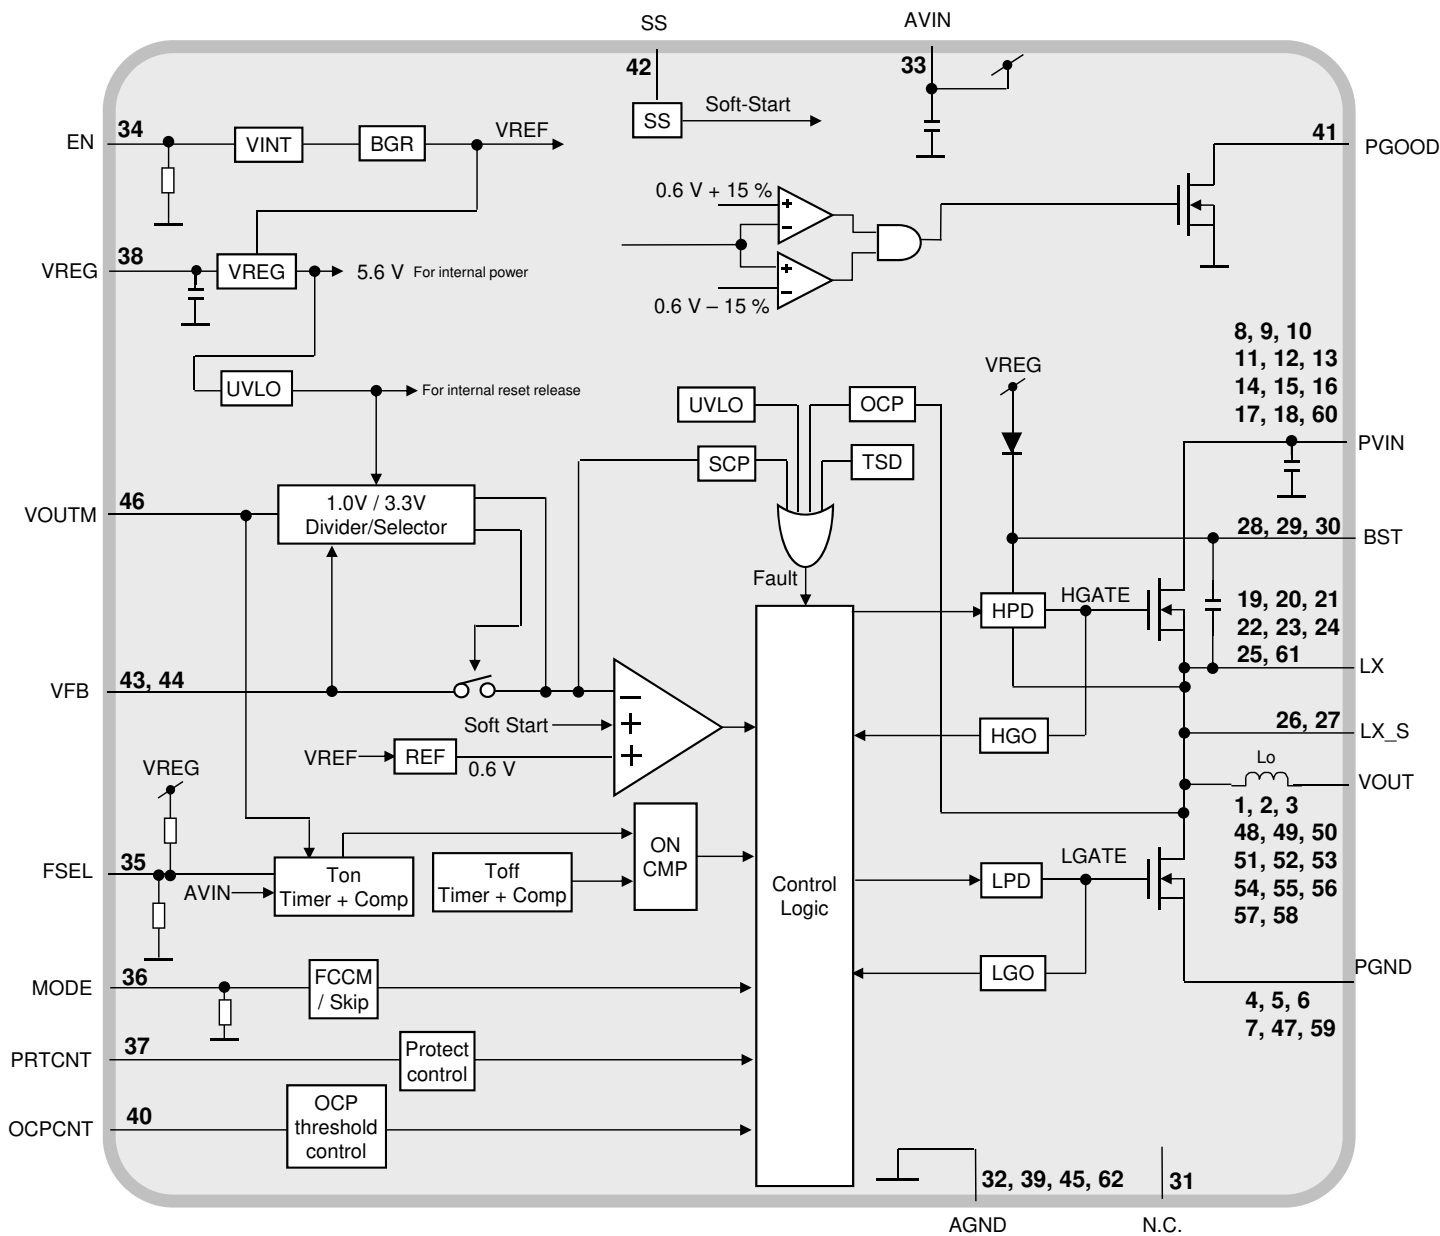 SS
AVIN
42
33
Soft-Start
SS
EN
34
VINT
BGR
VREF
41
PGOOD
0.6 V + 15 %
+
−
+
−
0.6 V – 15 %
VREG
38
VREG
5.6 V For internal power
UVLO
For internal reset release
8, 9, 10
11, 12, 13
14, 15, 16
17, 18, 60
PVIN
VREG
UVLO
OCP
SCP
TSD
VOUTM
46
1.0V / 3.3V
Divider/Selector
28, 29, 30
BST
Fault
HPD
HGATE
19, 20, 21
22, 23, 24
25, 61
LX
VFB
43, 44
−
+
+
Soft Start
VREF
REF
0.6 V
HGO
26, 27
LX_S
Lo
VOUT
1, 2, 3
48, 49, 50
51, 52, 53
54, 55, 56
57, 58
VREG
FSEL
35
AVIN
Ton
Timer + Comp
Toff
Timer + Comp
ON
CMP
Control
Logic
LPD
LGATE
LGO
PGND
4, 5, 6
7, 47, 59
MODE
36
FCCM
/ Skip
PRTCNT
37
Protect
control
OCPCNT
40
OCP
threshold
control
32, 39, 45, 62
31
AGND
N.C.